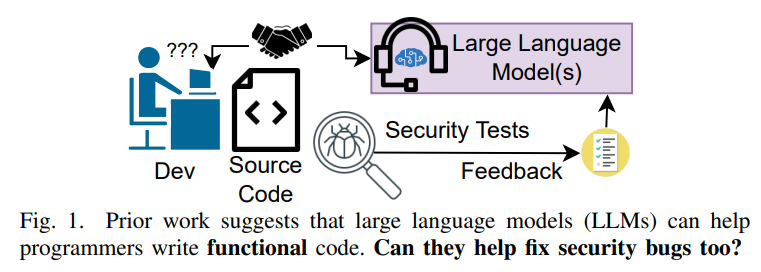 ???
Large Language
Model(s)
Dev
Source
Code
Security Tests
Feedback
Fig. 1. Prior work suggests that large language models (LLMs) can help
programmers write functional code. Can they help fix security bugs too?